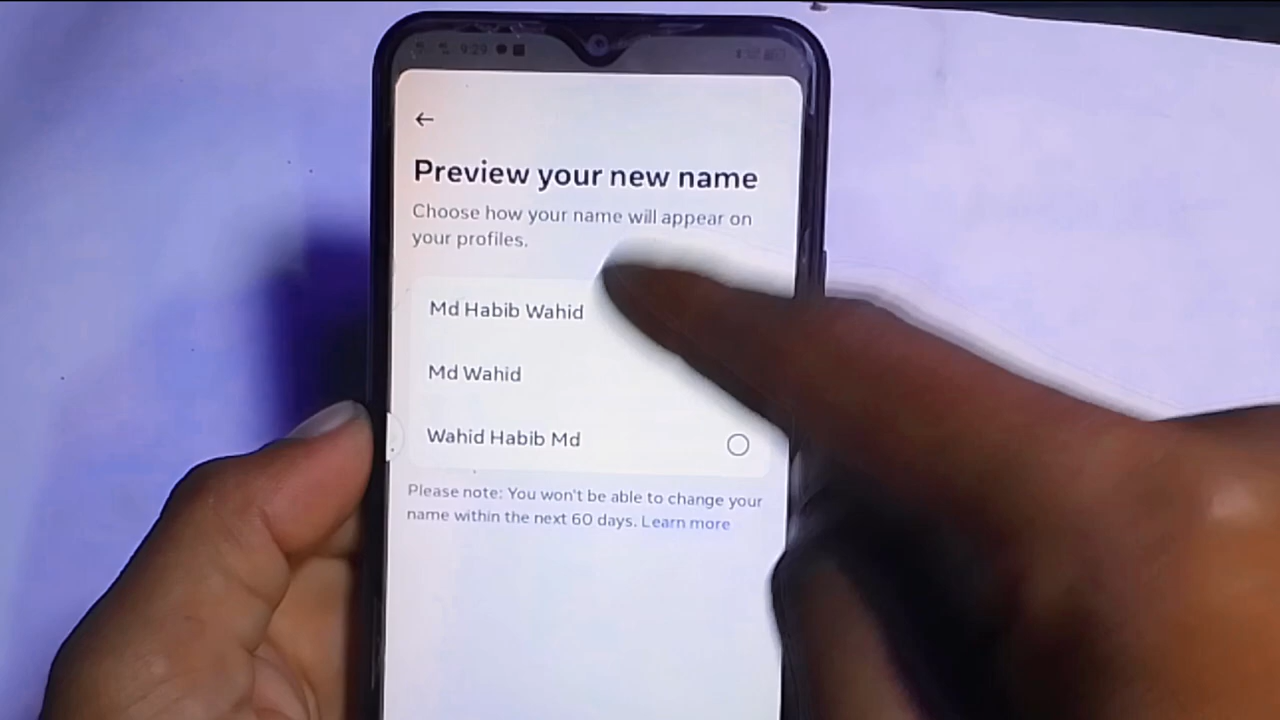 9:29
Preview your new name
Choose how your name will appear on
your profiles.
Md Habib Wahid
Md Wahid
Wahid Habib Md
Please note: You won't be able to change your
name within the next 60 days. Learn more